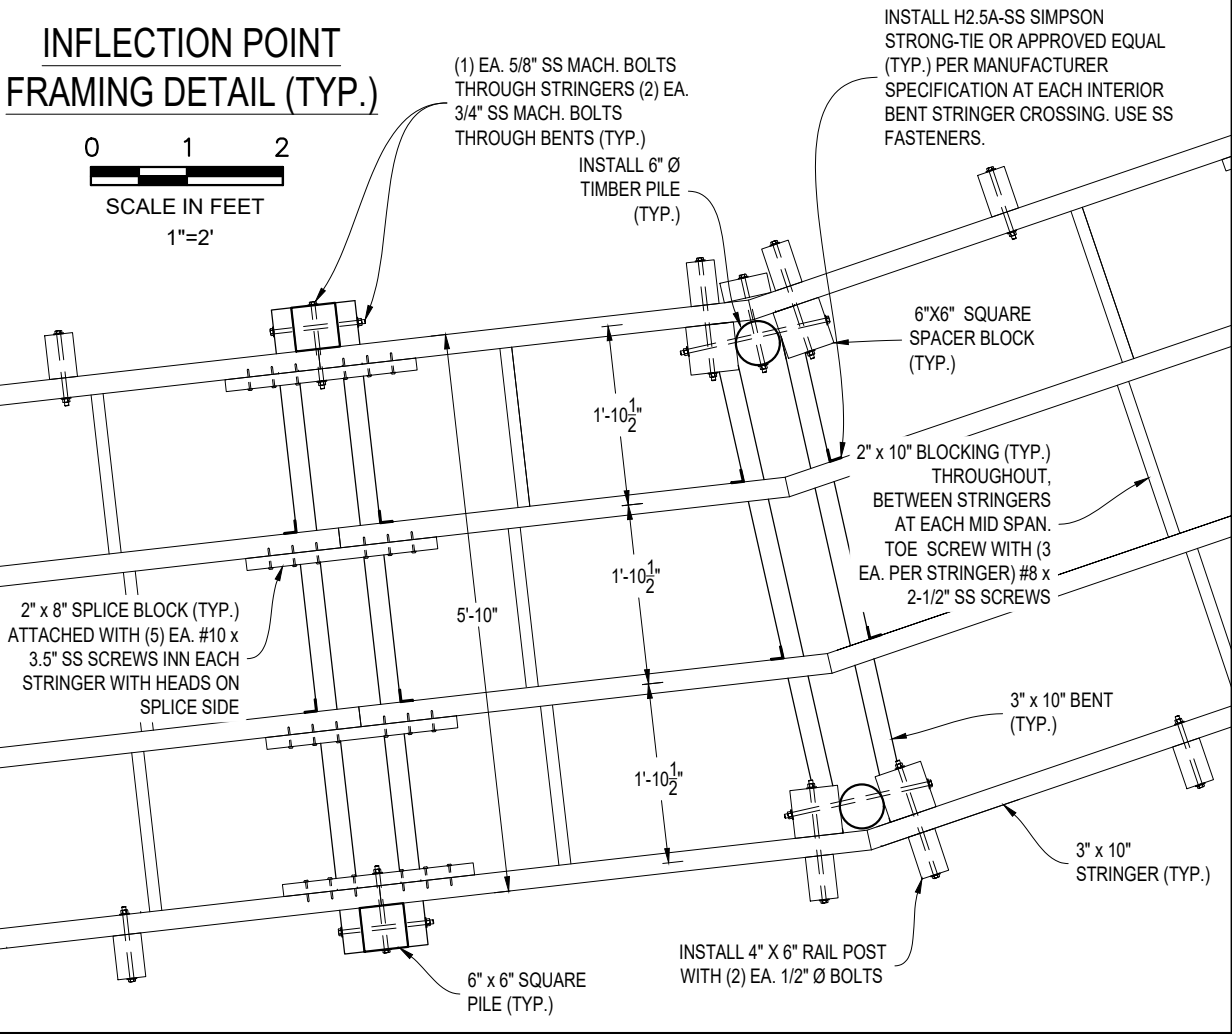 INFLECTION POINT
FRAMING DETAIL (TYP.)
0 1 2
SCALE IN FEET
1"=2'
(1) EA. 5/8" SS MACH. BOLTS
THROUGH STRINGERS (2) EA.
3/4" SS MACH. BOLTS
THROUGH BENTS (TYP.)
INSTALL 6" Ø
TIMBER PILE
(TYP.)
INSTALL H2.5A-SS SIMPSON
STRONG-TIE OR APPROVED EQUAL
(TYP.) PER MANUFACTURER
SPECIFICATION AT EACH INTERIOR
BENT STRINGER CROSSING. USE SS
FASTENERS.
6"X6" SQUARE
SPACER BLOCK
(TYP.)
1'-10 1/2"
2" x 10" BLOCKING (TYP.)
THROUGHOUT,
BETWEEN STRINGERS
AT EACH MID SPAN.
TOE SCREW WITH (3
EA. PER STRINGER) #8 x
2-1/2" SS SCREWS
1'-10 1/2"
5'-10"
2" x 8" SPLICE BLOCK (TYP.)
ATTACHED WITH (5) EA. #10 x
3.5" SS SCREWS INN EACH
STRINGER WITH HEADS ON
SPLICE SIDE
3" x 10" BENT
(TYP.)
1'-10 1/2"
3" x 10"
STRINGER (TYP.)
INSTALL 4" X 6" RAIL POST
WITH (2) EA. 1/2" Ø BOLTS
6" x 6" SQUARE
PILE (TYP.)